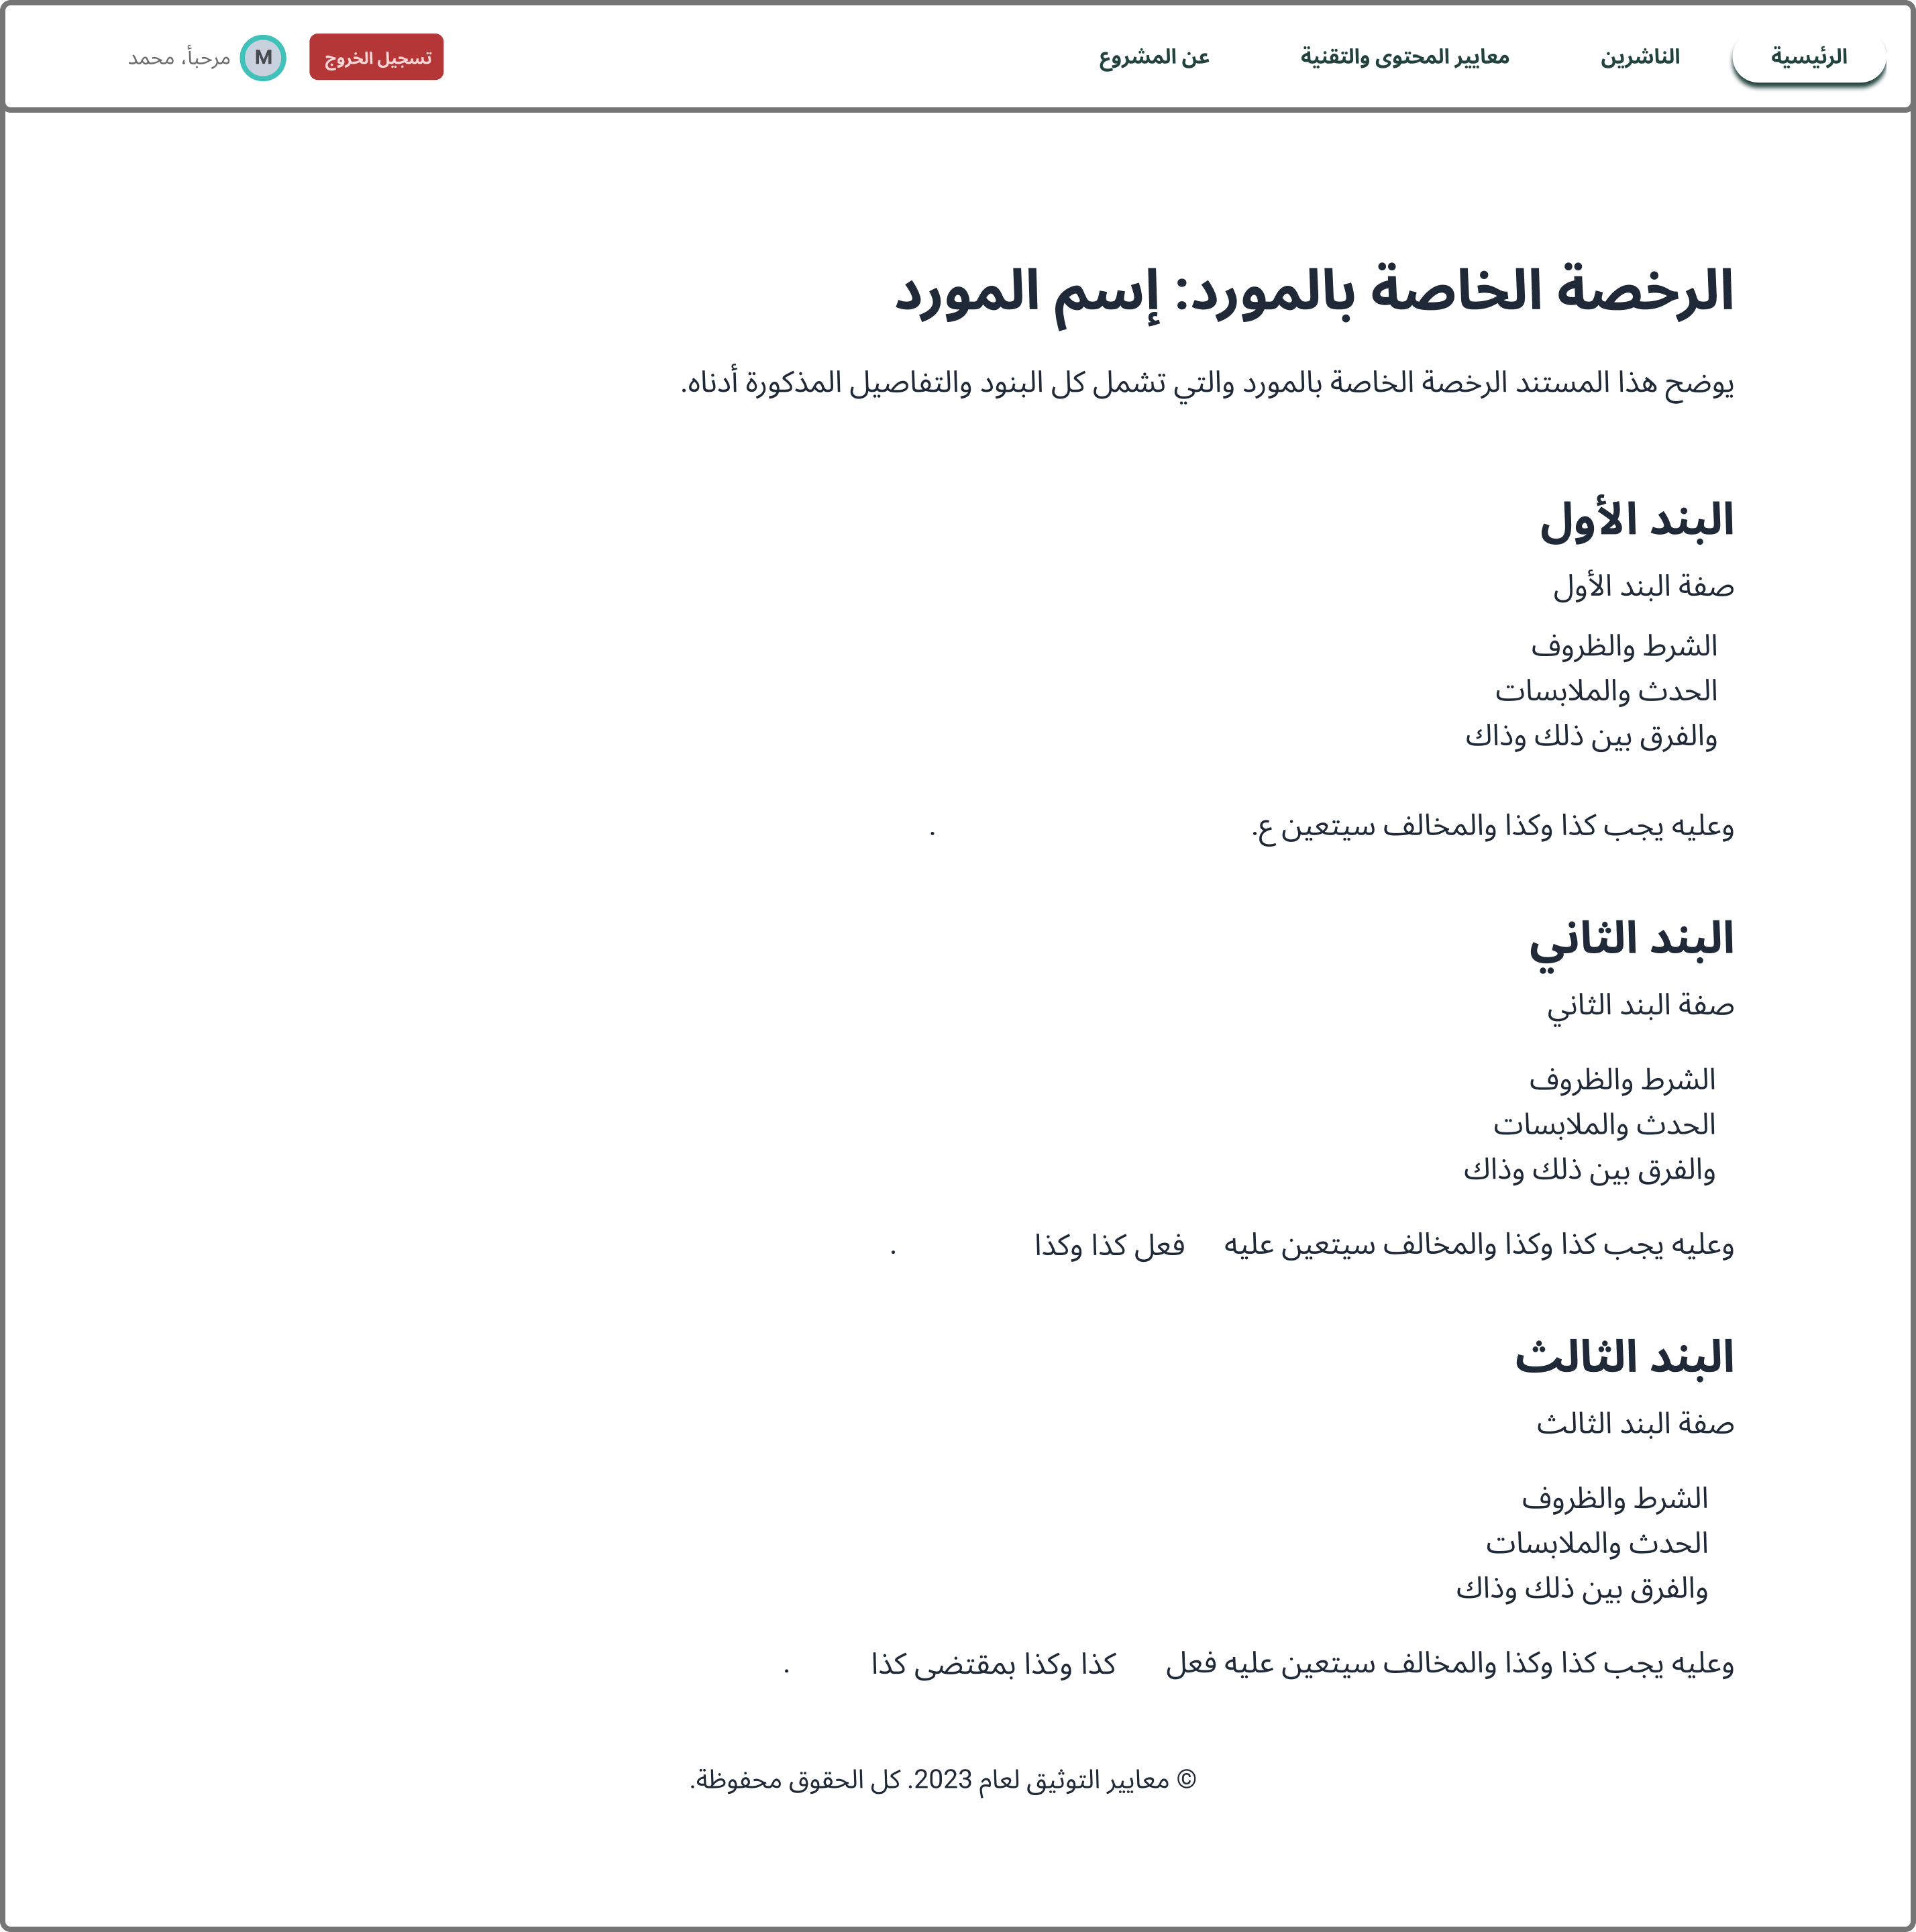 الرئيسية
الناشرين
معايير المحتوى والتقنية
عن المشروع
تسجيل الخروج
M
مرحبأ، محمد
الرخصة الخاصة بالمورد: إسم المورد
يوضح هذا المستند الرخصة الخاصة بالمورد والتي تشمل كل البنود والتفاصيل المذكورة أدناه.
البند الأول
صفة البند الأول
الشرط والظروف
الحدث والملابسات
والفرق بين ذلك وذاك
وعليه يجب كذا وكذا والمخالف سيتعين ع. .
البند الثاني
صفة البند الثاني
الشرط والظروف
الحدث والملابسات
والفرق بين ذلك وذاك
وعليه يجب كذا وكذا والمخالف سيتعين عليه فعل كذا وكذا .
البند الثالث
صفة البند الثالث
الشرط والظروف
الحدث والملابسات
والفرق بين ذلك وذاك
وعليه يجب كذا وكذا والمخالف سيتعين عليه فعل كذا وكذا بمقتضى كذا .
© معايير التوثيق لعام 2023. كل الحقوق محفوظة.